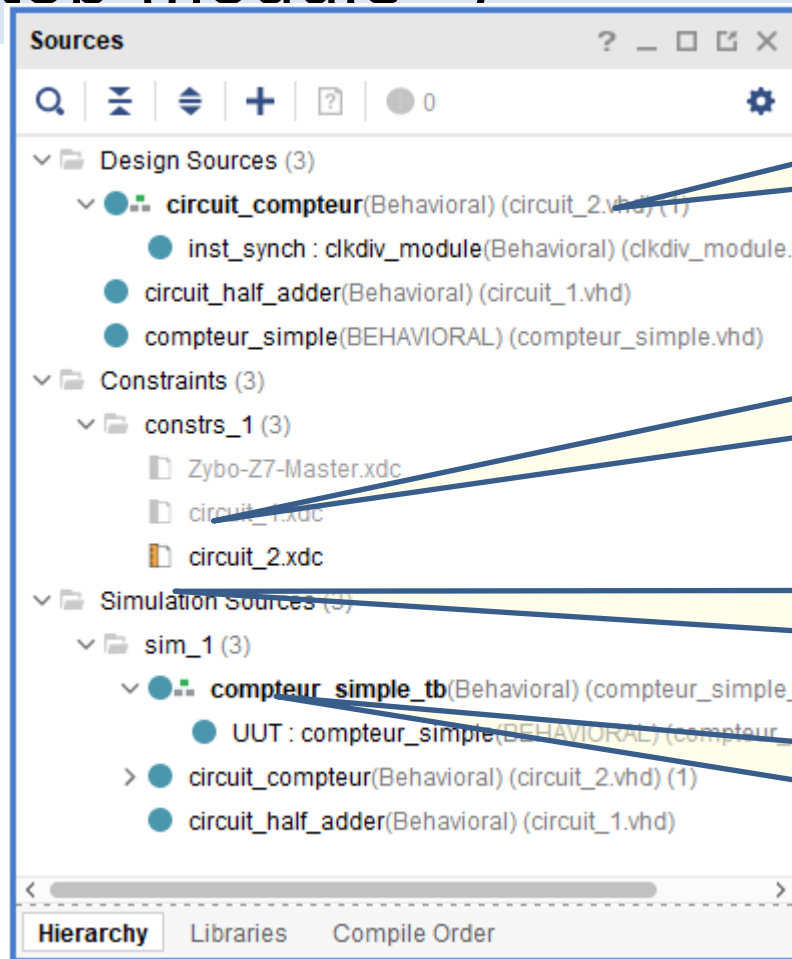 top module
Sources
0
Design Sources (3)
circuit_compteur(Behavioral) (circuit_2.vhd) (1)
inst_synch : clkdiv_module(Behavioral) (clkdiv_module.
circuit_half_adder(Behavioral) (circuit_1.vhd)
compteur_simple(BEHAVIORAL) (compteur_simple.vhd)
Constraints (3)
constrs_1 (3)
Zybo-Z7-Master.xdc
circuit_1.xdc
circuit_2.xdc
Simulation Sources (3)
sim_1 (3)
compteur_simple_tb(Behavioral) (compteur_simple_
UUT : compteur_simple(BEHAVIORAL) (compteur_
circuit_compteur(Behavioral) (circuit_2.vhd) (1)
circuit_half_adder(Behavioral) (circuit_1.vhd)
Hierarchy Libraries Compile Order